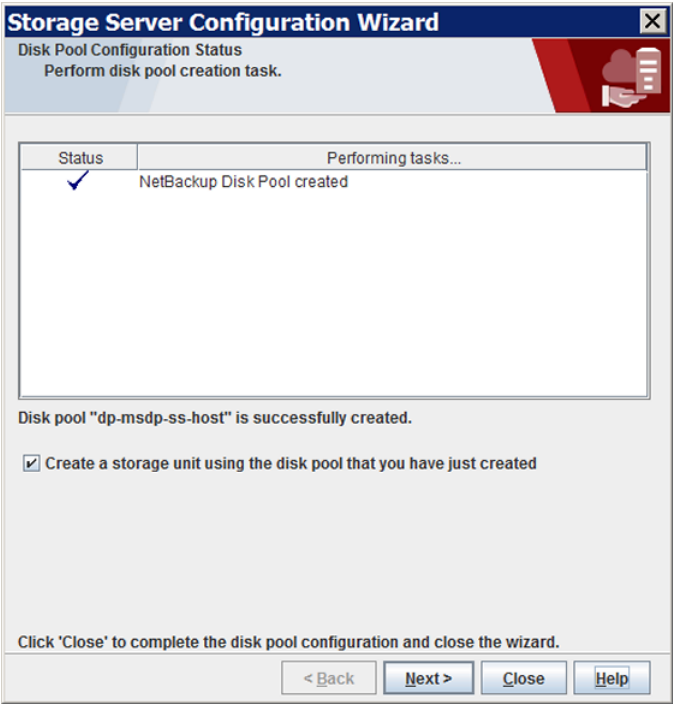 Storage Server Configuration Wizard
Disk Pool Configuration Status
Perform disk pool creation task.
Status Performing tasks...
NetBackup Disk Pool created
Disk pool "dp-msdp-ss-host" is successfully created.
Create a storage unit using the disk pool that you have just created
Click 'Close' to complete the disk pool configuration and close the wizard.
< Back Next > Close Help